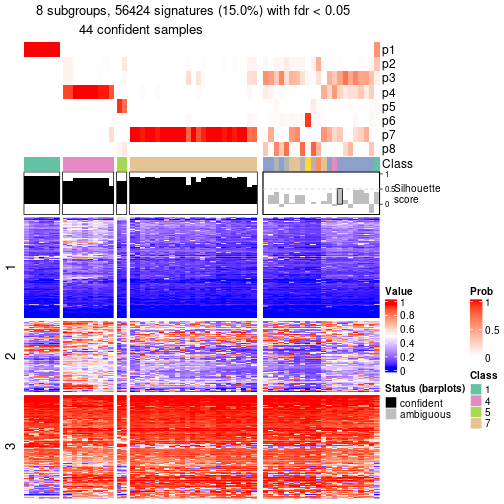 8 subgroups, 56424 signatures (15.0%) with fdr < 0.05
44 confident samples
p1
p2
p3
p4
p5
p6
p7
p8
Class
1
0.5
0
Silhouette
score
1
2
3
Value
1
0.8
0.6
0.4
0.2
0
Prob
1
0.5
0
Status (barplots)
confident
ambiguous
Class
1
4
5
7